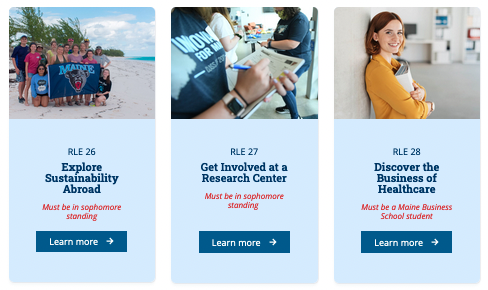 MAINE
RLE 26
Explore
Sustainability
Abroad
Must be in sophomore
standing
Learn more →
RLE 27
Get Involved at a
Research Center
Must be in sophomore
standing
Learn more →
RLE 28
Discover the
Business of
Healthcare
Must be a Maine Business
School student
Learn more →